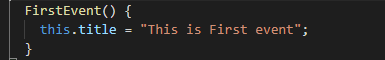 FirstEvent() {
this.title = "This is First event";
}